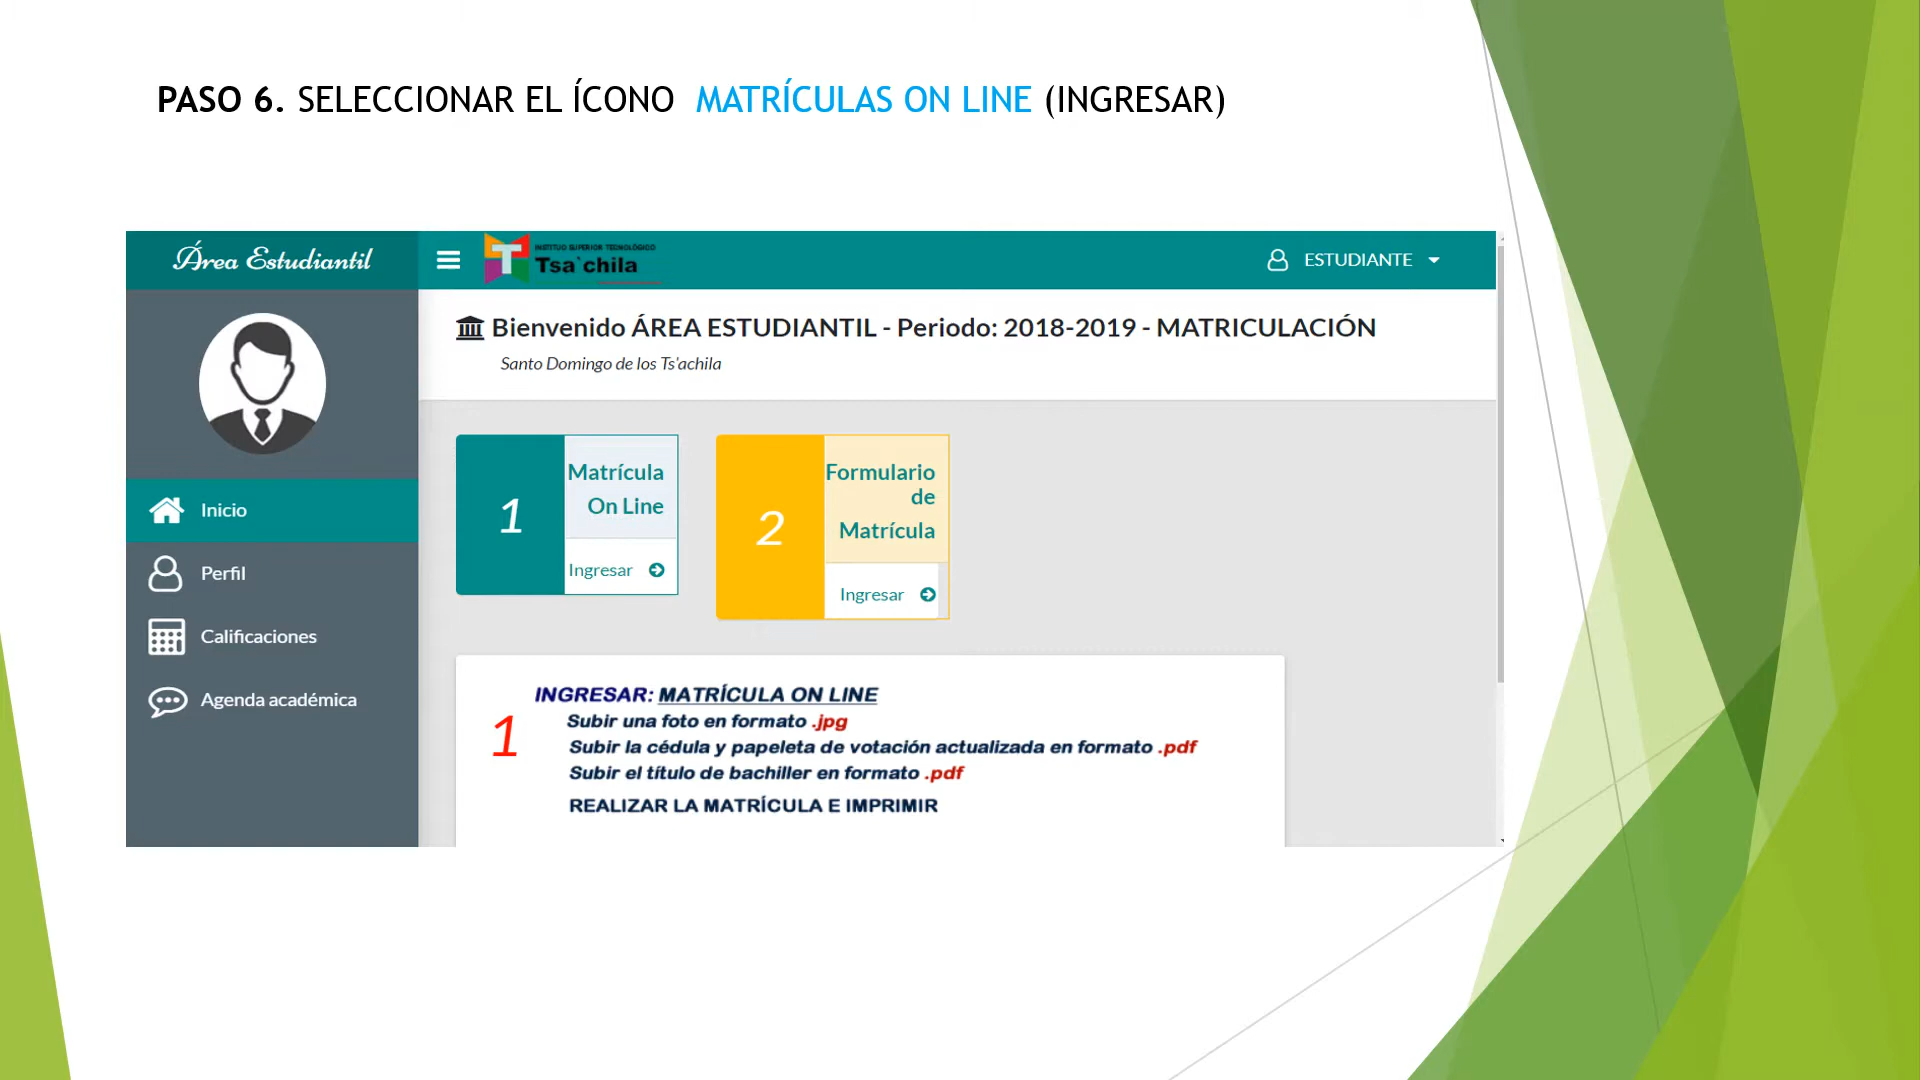 PASO 6. SELECCIONAR EL ÍCONO MATRÍCULAS ON LINE (INGRESAR)
Área Estudiantil
INSTITUO SUPERIOR TECNOLÓGICO
Tsa`chila
ESTUDIANTE
Bienvenido ÁREA ESTUDIANTIL - Periodo: 2018-2019 - MATRICULACIÓN
Santo Domingo de los Ts'achila
Inicio
Perfil
Calificaciones
Agenda académica
1
Matrícula
On Line
Ingresar
2
Formulario
de
Matrícula
Ingresar
1
INGRESAR: MATRÍCULA ON LINE
Subir una foto en formato .jpg
Subir la cédula y papeleta de votación actualizada en formato .pdf
Subir el título de bachiller en formato .pdf
REALIZAR LA MATRÍCULA E IMPRIMIR